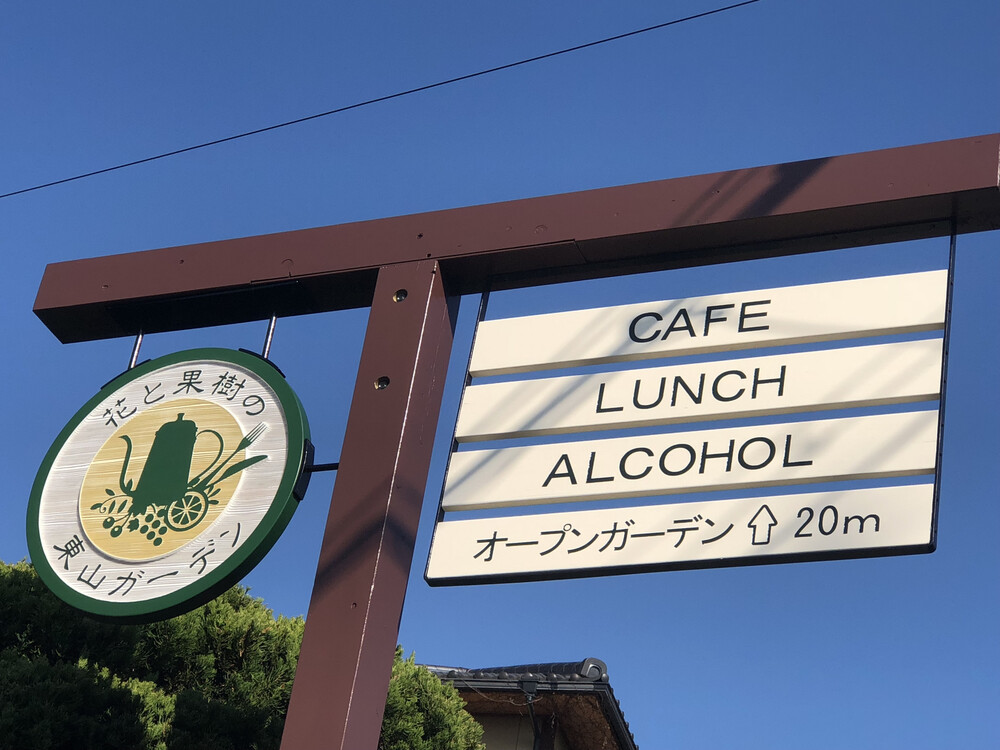 花と果樹の
東山ガーデン
CAFE
LUNCH
ALCOHOL
オープンガーデン ⇧ 20m